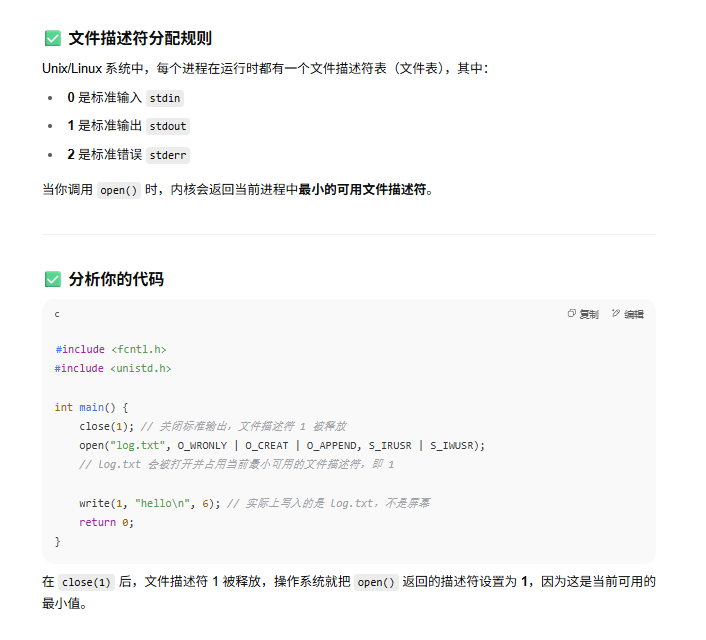 ✅ 文件描述符分配规则
Unix/Linux 系统中，每个进程在运行时都有一个文件描述符表（文件表），其中：
• 0 是标准输入 stdin
• 1 是标准输出 stdout
• 2 是标准错误 stderr
当你调用 open() 时，内核会返回当前进程中最小的可用文件描述符。
✅ 分析你的代码
c 复制 编辑
#include <fcntl.h>
#include <unistd.h>
int main() {
    close(1); // 关闭标准输出，文件描述符 1 被释放
    open("log.txt", O_WRONLY | O_CREAT | O_APPEND, S_IRUSR | S_IWUSR);
    // log.txt 会被打开并占用当前最小可用的文件描述符，即 1
    write(1, "hello\n", 6); // 实际上写入的是 log.txt，不是屏幕
    return 0;
}
在 close(1) 后，文件描述符 1 被释放，操作系统就把 open() 返回的描述符设置为 1，因为这是当前可用的
最小值。